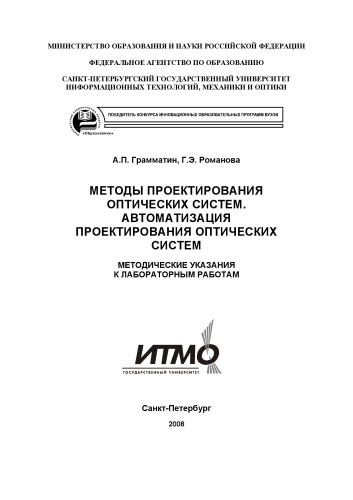 МИНИСТЕРСТВО ОБРАЗОВАНИЯ И НАУКИ РОССИЙСКОЙ ФЕДЕРАЦИИ
ФЕДЕРАЛЬНОЕ АГЕНТСТВО ПО ОБРАЗОВАНИЮ
САНКТ-ПЕТЕРБУРГСКИЙ ГОСУДАРСТВЕННЫЙ УНИВЕРСИТЕТ
ИНФОРМАЦИОННЫХ ТЕХНОЛОГИЙ, МЕХАНИКИ И ОПТИКИ
ПОБЕДИТЕЛЬ КОНКУРСА ИННОВАЦИОННЫХ ОБРАЗОВАТЕЛЬНЫХ ПРОГРАММ ВУЗОВ
«Образование»
А.П. Грамматин, Г.Э. Романова
МЕТОДЫ ПРОЕКТИРОВАНИЯ
ОПТИЧЕСКИХ СИСТЕМ.
АВТОМАТИЗАЦИЯ
ПРОЕКТИРОВАНИЯ ОПТИЧЕСКИХ
СИСТЕМ
МЕТОДИЧЕСКИЕ УКАЗАНИЯ
К ЛАБОРАТОРНЫМ РАБОТАМ
ИТМО
ГОСУДАРСТВЕННЫЙ УНИВЕРСИТЕТ
Санкт-Петербург
2008